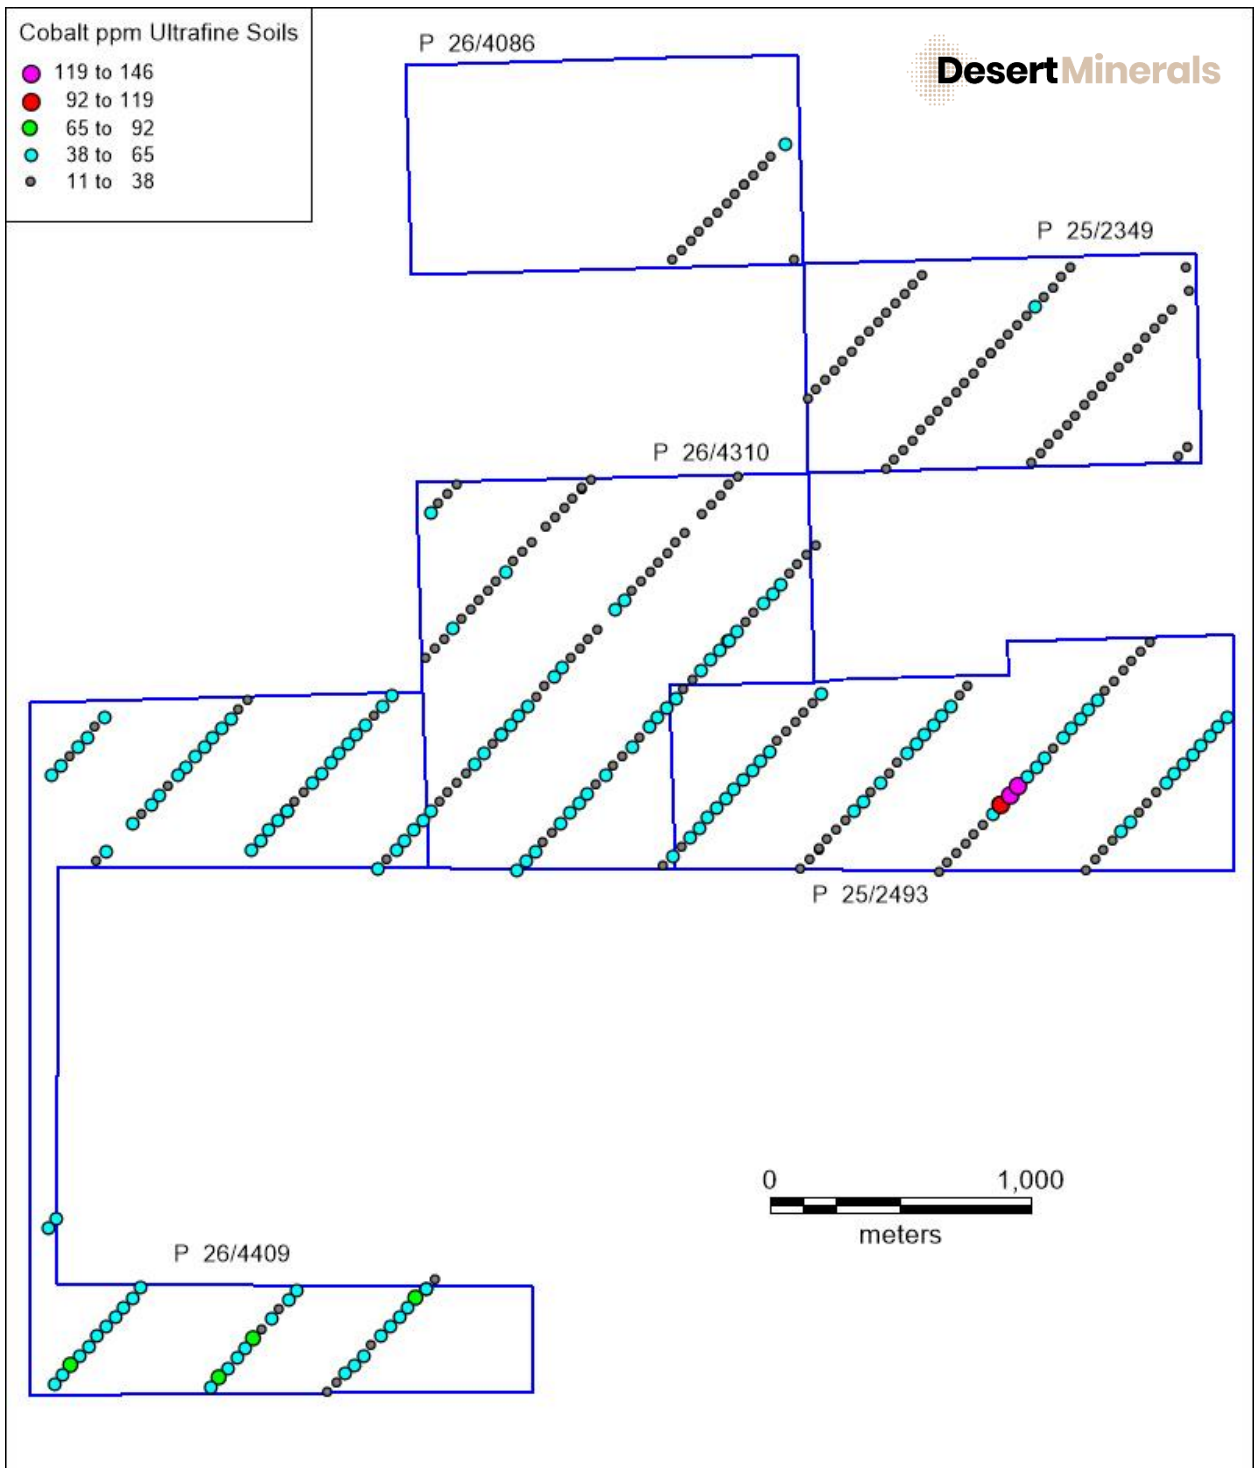 Cobalt ppm Ultrafine Soils
119 to 146
92 to 119
65 to 92
38 to 65
11 to 38
P 26/4086
DesertMinerals
P 25/2349
P 26/4310
P 25/2493
0 1,000
meters
P 26/4409